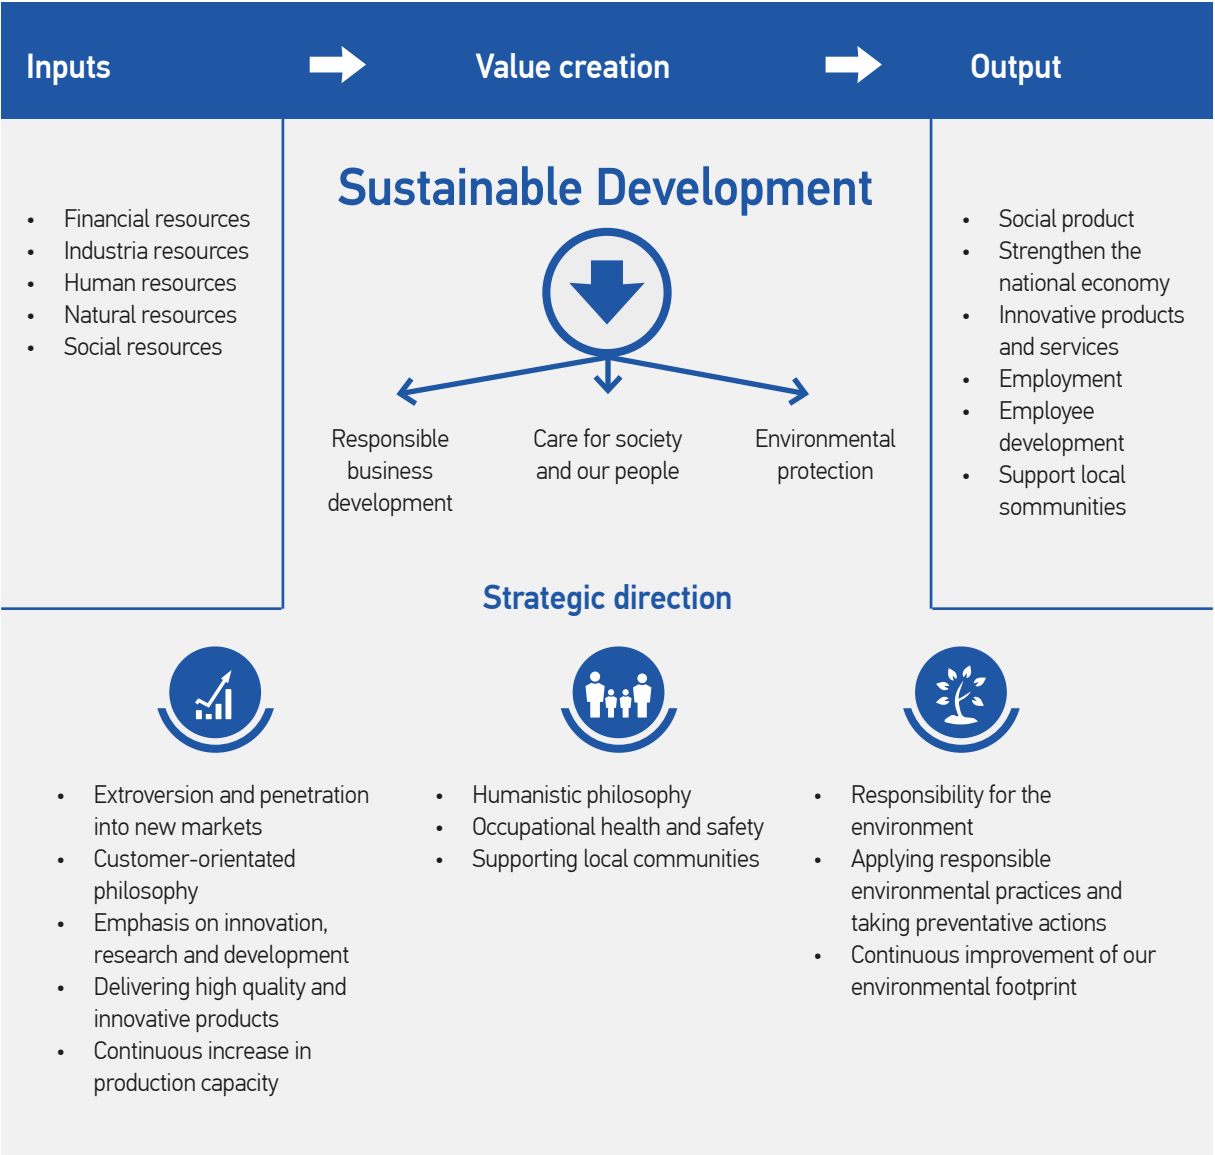 Inputs
Value creation
Output
• Financial resources
• Industria resources
• Human resources
• Natural resources
• Social resources
Sustainable Development
Responsible
business
development
Care for society
and our people
Environmental
protection
• Social product
• Strengthen the
national economy
• Innovative products
and services
• Employment
• Employee
development
• Support local
sommunities
Strategic direction
• Extroversion and penetration
into new markets
• Customer-orientated
philosophy
• Emphasis on innovation,
research and development
• Delivering high quality and
innovative products
• Continuous increase in
production capacity
• Humanistic philosophy
• Occupational health and safety
• Supporting local communities
• Responsibility for the
environment
• Applying responsible
environmental practices and
taking preventative actions
• Continuous improvement of our
environmental footprint